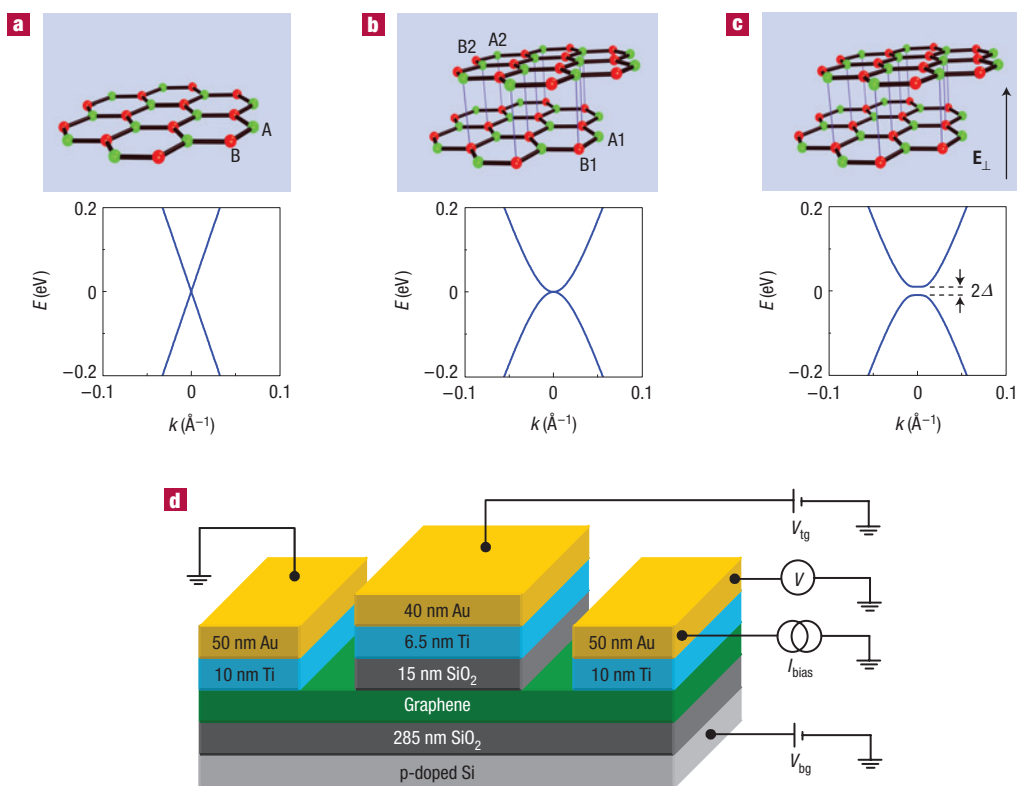 a
A
B
0.2
0
−0.2
E (eV)
−0.1
0
0.1
k (Å⁻¹)
b
B2
A2
A1
B1
0.2
0
−0.2
E (eV)
−0.1
0
0.1
k (Å⁻¹)
c
E⊥
0.2
0
−0.2
E (eV)
2Δ
−0.1
0
0.1
k (Å⁻¹)
d
V_tg
V
I_bias
V_bg
40 nm Au
50 nm Au
6.5 nm Ti
50 nm Au
10 nm Ti
15 nm SiO₂
10 nm Ti
Graphene
285 nm SiO₂
p-doped Si